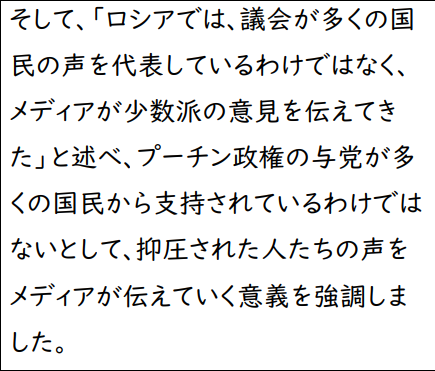 そして、「ロシアでは、議会が多くの国
民の声を代表しているわけではなく、
メディアが少数派の意見を伝えてき
た」と述べ、プーチン政権の与党が多
くの国民から支持されているわけでは
ないとして、抑圧された人たちの声を
メディアが伝えていく意義を強調しま
した。